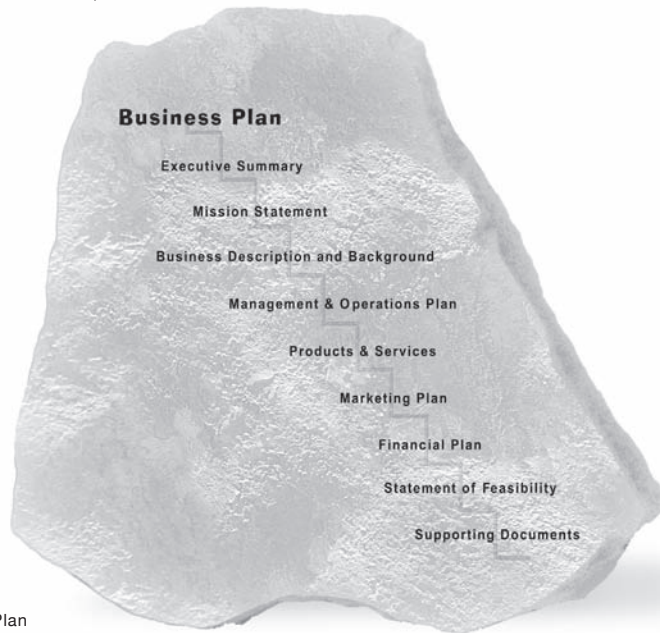 Business Plan
Executive Summary
Mission Statement
Business Description and Background
Management & Operations Plan
Products & Services
Marketing Plan
Financial Plan
Statement of Feasibility
Supporting Documents
Plan